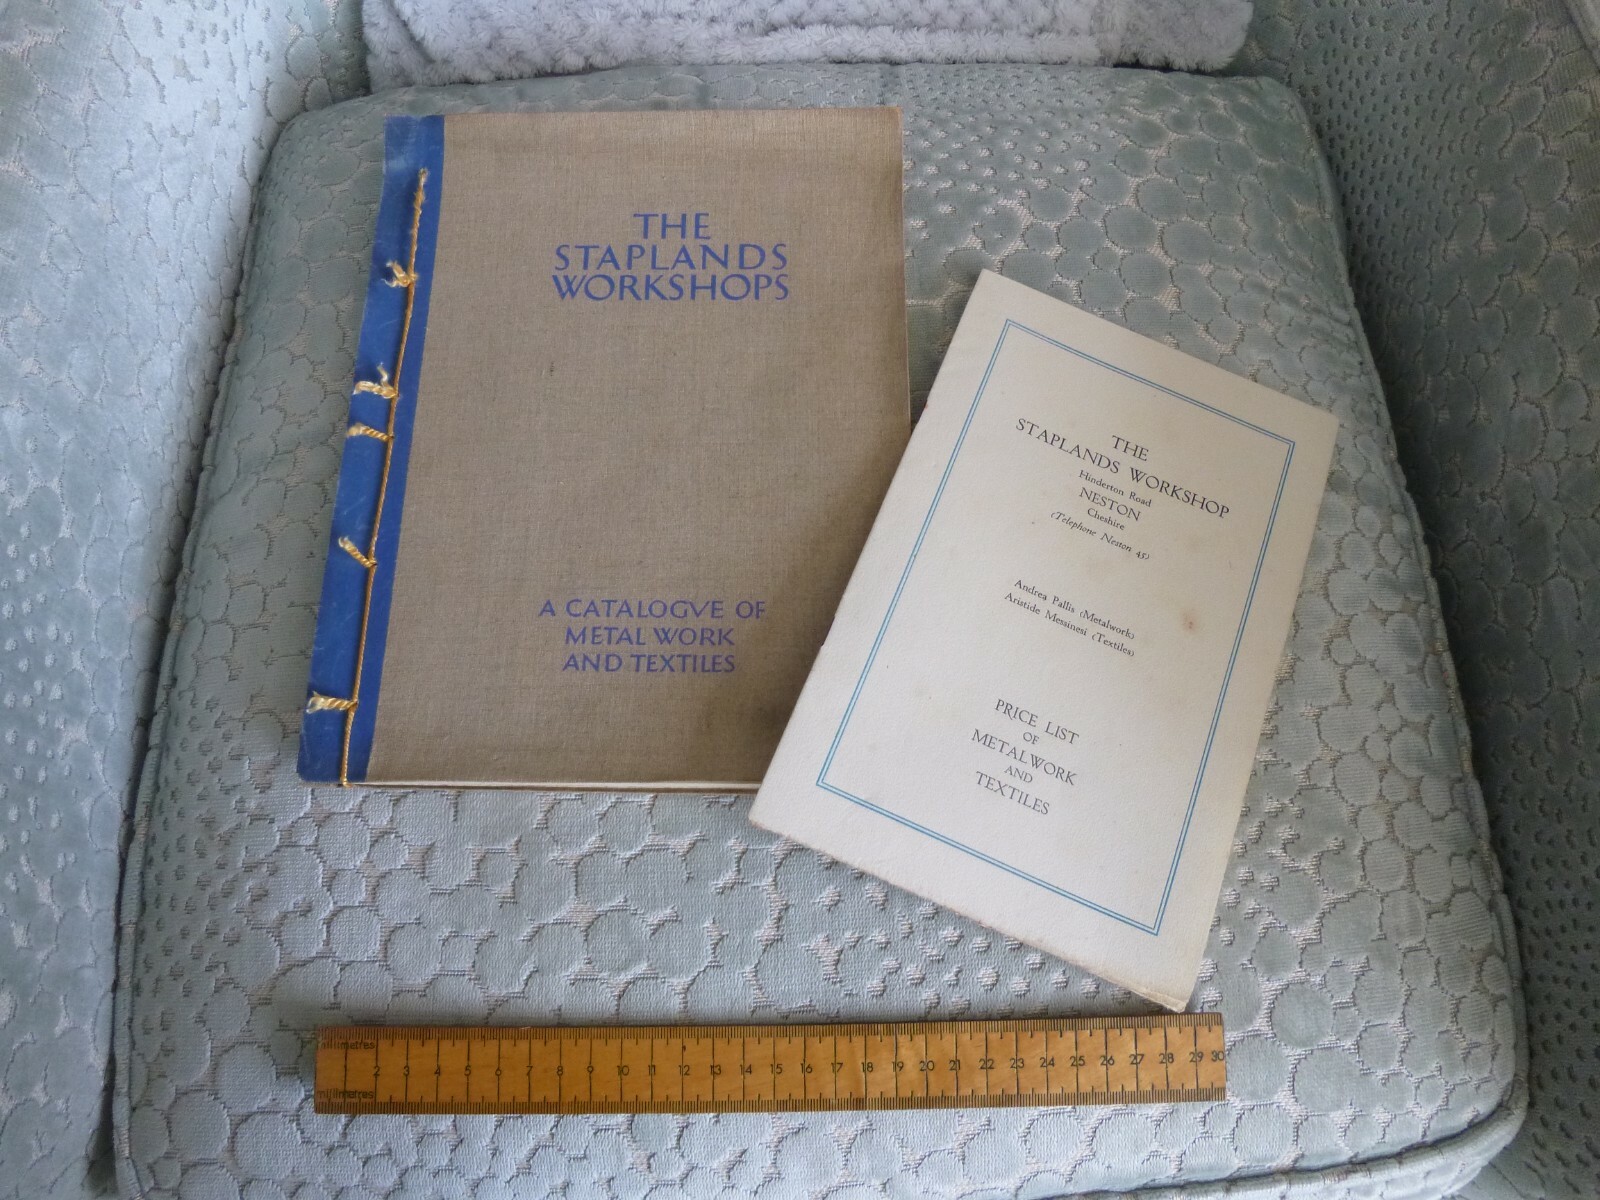 THE
STAPLANDS
WORKSHOPS
A CATALOGVE OF
METAL WORK
AND TEXTILES
THE
STAPLANDS WORKSHOP
Hinderton Road
NESTON
Cheshire
(Telephone Neston 45)
Andrea Pallis (Metalwork)
Aristide Messinesi (Textiles)
PRICE LIST
OF
METALWORK
AND
TEXTILES
millimetres
2 3 4 5 6 7 8 9 10 11 12 13 14 15 16 17 18 19 20 21 22 23 24 25 26 27 28 29 30
millimetres